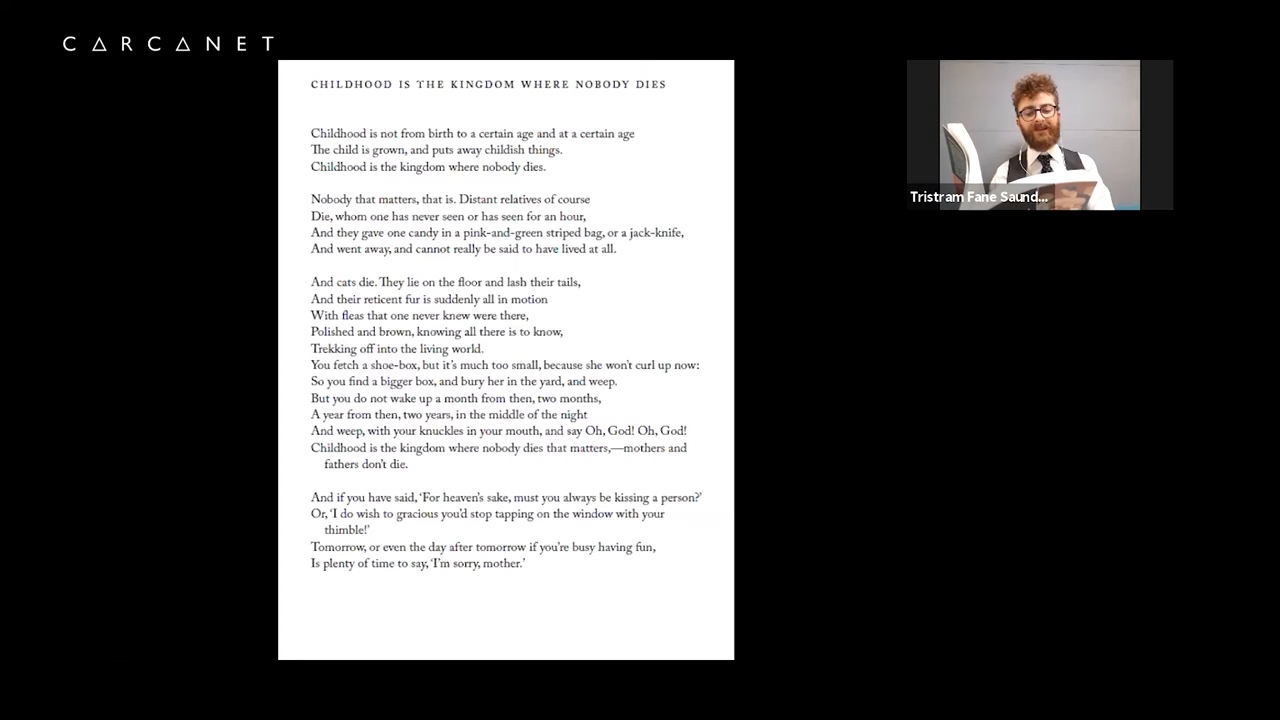 CARCANET
CHILDHOOD IS THE KINGDOM WHERE NOBODY DIES
Childhood is not from birth to a certain age and at a certain age
The child is grown, and puts away childish things.
Childhood is the kingdom where nobody dies.
Nobody that matters, that is. Distant relatives of course
Die, whom one has never seen or has seen for an hour,
And they gave one candy in a pink-and-green striped bag, or a jack-knife,
And went away, and cannot really be said to have lived at all.
And cats die. They lie on the floor and lash their tails,
And their reticent fur is suddenly all in motion
With fleas that one never knew were there,
Polished and brown, knowing all there is to know,
Trekking off into the living world.
You fetch a shoe-box, but it's much too small, because she won't curl up now:
So you find a bigger box, and bury her in the yard, and weep.
But you do not wake up a month from then, two months,
A year from then, two years, in the middle of the night
And weep, with your knuckles in your mouth, and say Oh, God! Oh, God!
Childhood is the kingdom where nobody dies that matters,—mothers and
fathers don't die.
And if you have said, 'For heaven's sake, must you always be kissing a person?'
Or, 'I do wish to gracious you'd stop tapping on the window with your
thimble!'
Tomorrow, or even the day after tomorrow if you're busy having fun,
Is plenty of time to say, 'I'm sorry, mother.'
Tristram Fane Saund...